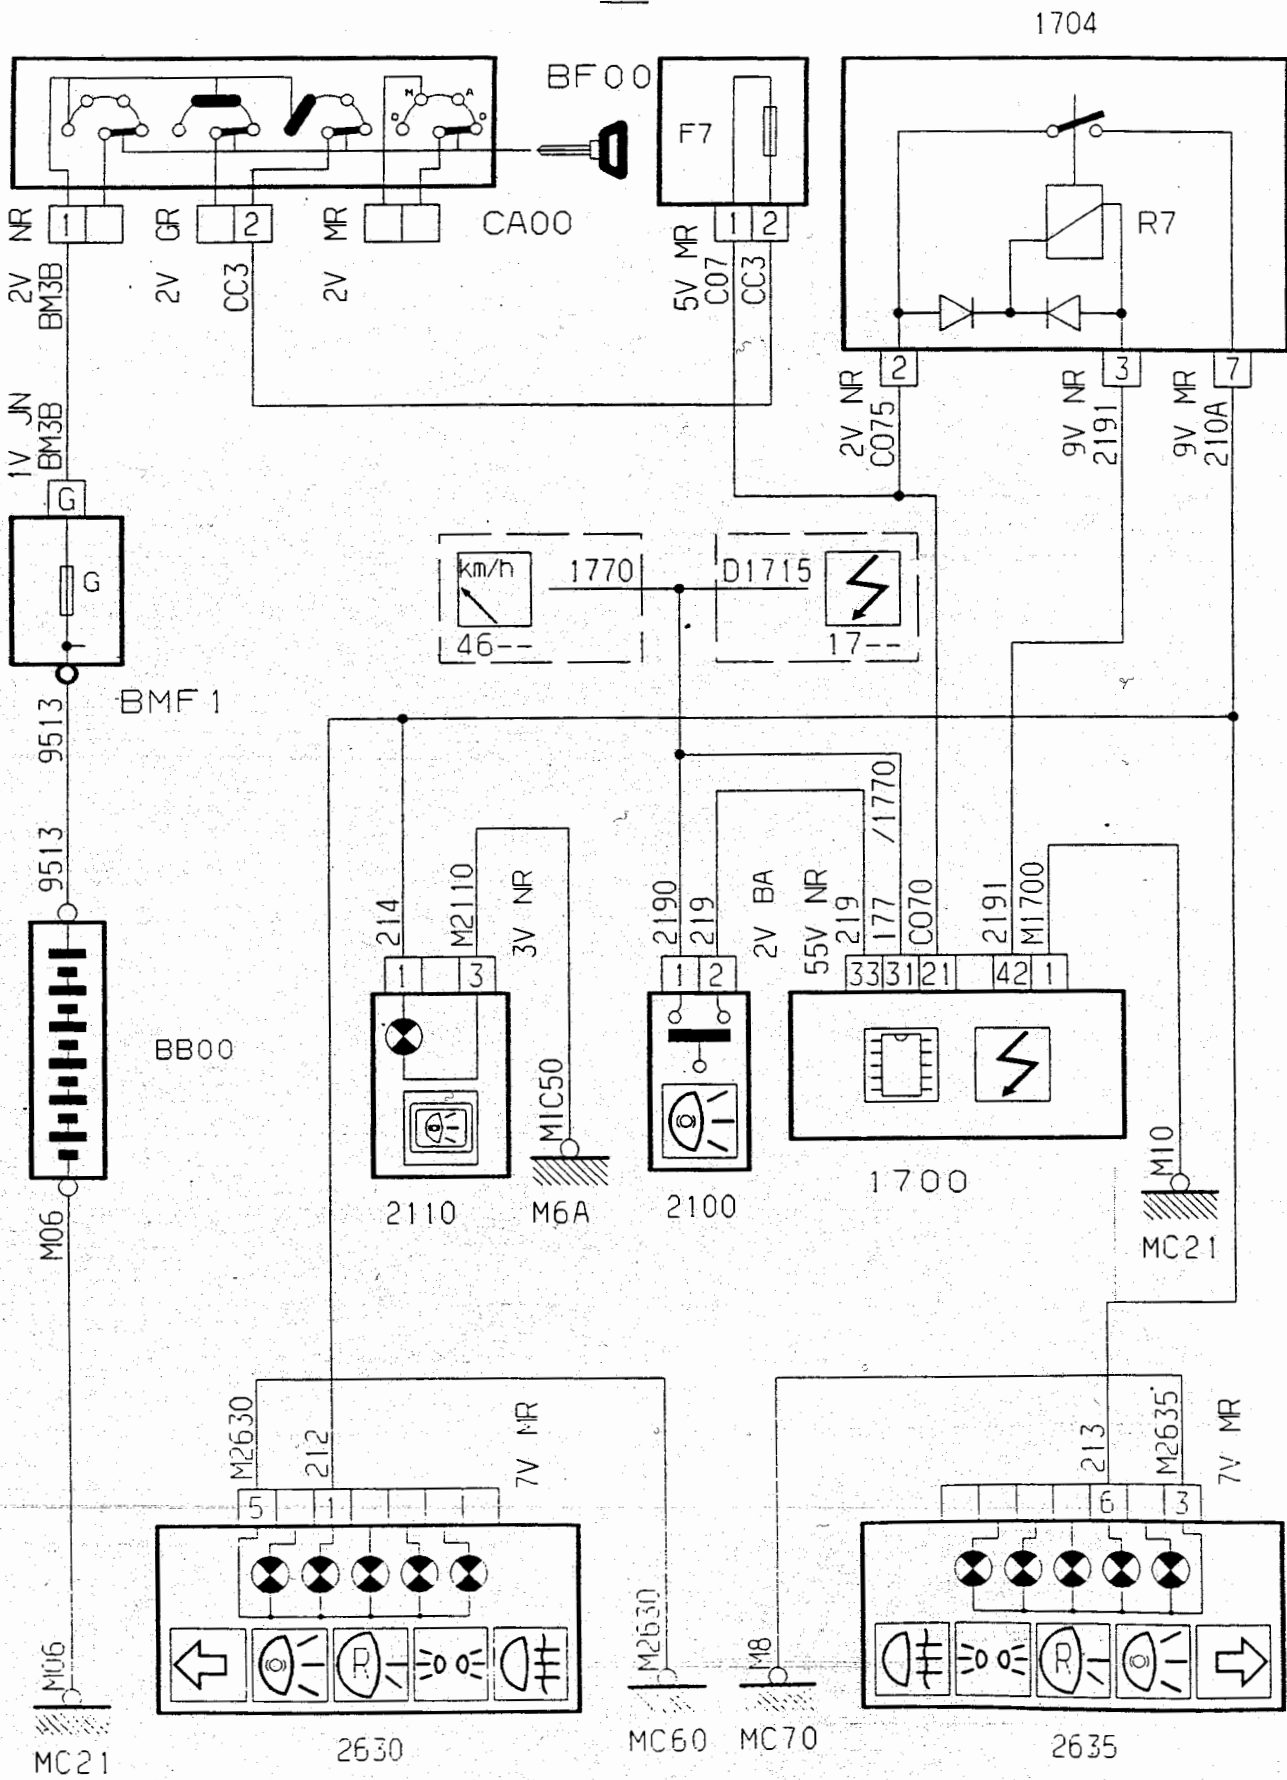 1704
BF00
M
A
D
D
F7
R7
NR
1
GR
2
MR
CA00
5V MR
1
2
2V
BM3B
2V
CC3
2V
C07
CC3
2
3
7
2V NR
C075
9V NR
2191
9V MR
210A
1V JN
BM3B
G
G
km/h
1770
D1715
46--
17--
BMF1
9513
9513
/1770
214
M2110
3V NR
2190
219
2V BA
55V NR
219
177
C070
2191
M1700
1
3
1
2
33
31
21
42
1
BB00
MIC50
M10
2110
M6A
2100
1700
MC21
M06
M2630
212
7V MR
213
M2635
7V MR
5
1
6
3
R
R
M06
M2630
M8
MC21
2630
MC60
MC70
2635